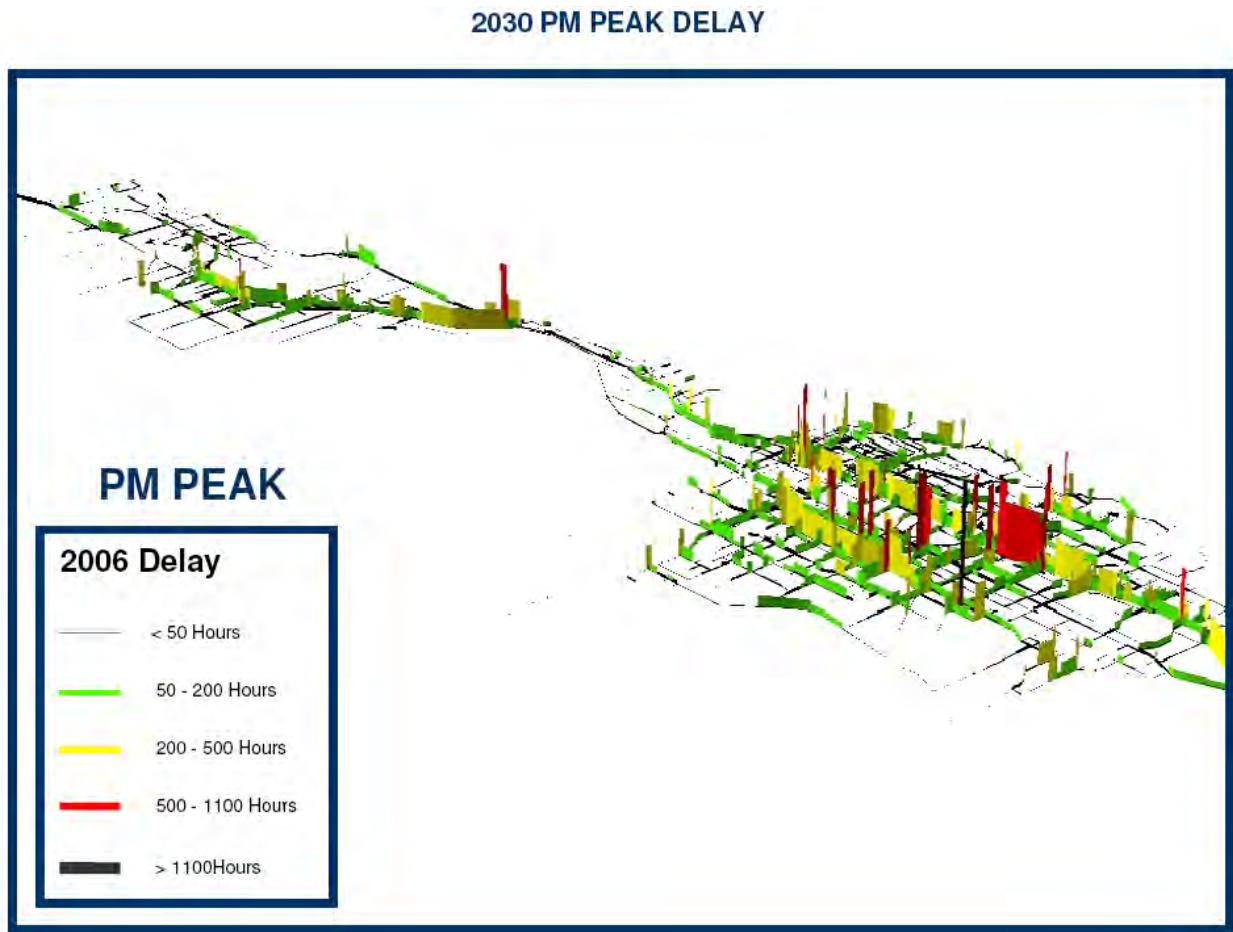 2030 PM PEAK DELAY
PM PEAK
2006 Delay
< 50 Hours
50 - 200 Hours
200 - 500 Hours
500 - 1100 Hours
> 1100Hours